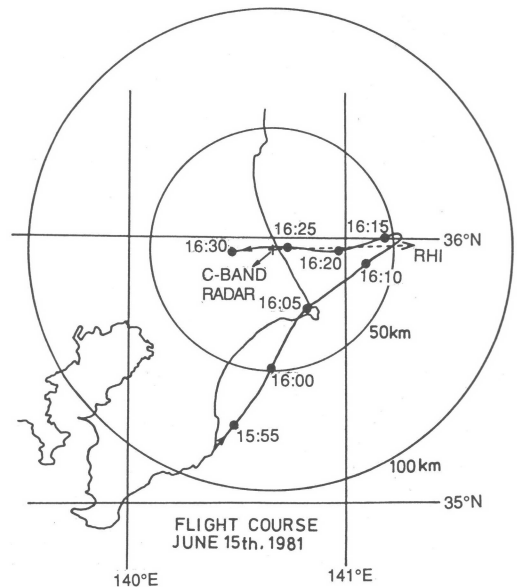 16:15
16:25
36°N
16:30
16:20
RHI
C-BAND
RADAR
16:10
16:05
50km
16:00
15:55
100km
35°N
FLIGHT COURSE
JUNE 15th. 1981
140°E
141°E